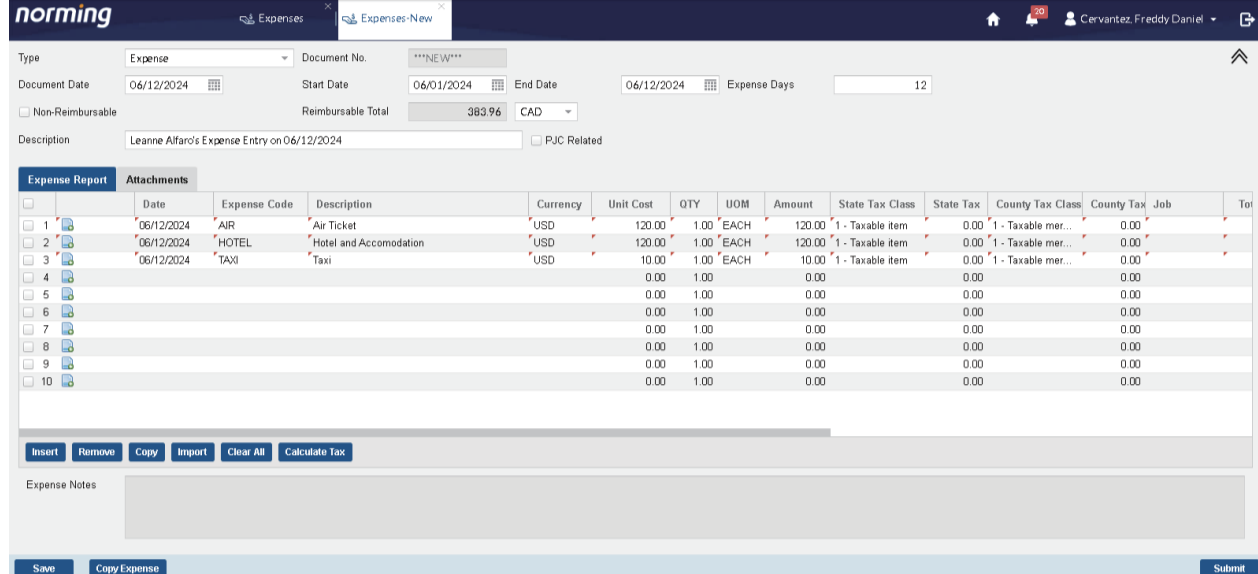 norming Expenses Expenses-New 20 Cervantez, Freddy Daniel
Type Expense Document No. ***NEW***
Document Date 06/12/2024 Start Date 06/01/2024 End Date 06/12/2024 Expense Days 12
Non-Reimbursable Reimbursable Total 383.96 CAD
Description Leanne Alfaro's Expense Entry on 06/12/2024 PJC Related
Expense Report Attachments
Date Expense Code Description Currency Unit Cost QTY UOM Amount State Tax Class State Tax County Tax Class County Tax Job Tot
1 06/12/2024 AIR Air Ticket USD 120.00 1.00 EACH 120.00 1 - Taxable item 0.00 1 - Taxable mer... 0.00
2 06/12/2024 HOTEL Hotel and Accomodation USD 120.00 1.00 EACH 120.00 1 - Taxable item 0.00 1 - Taxable mer... 0.00
3 06/12/2024 TAXI Taxi USD 10.00 1.00 EACH 10.00 1 - Taxable item 0.00 1 - Taxable mer... 0.00
4 0.00 1.00 0.00 0.00 0.00
5 0.00 1.00 0.00 0.00 0.00
6 0.00 1.00 0.00 0.00 0.00
7 0.00 1.00 0.00 0.00 0.00
8 0.00 1.00 0.00 0.00 0.00
9 0.00 1.00 0.00 0.00 0.00
10 0.00 1.00 0.00 0.00 0.00
Insert Remove Copy Import Clear All Calculate Tax
Expense Notes
Save Copy Expense Submit